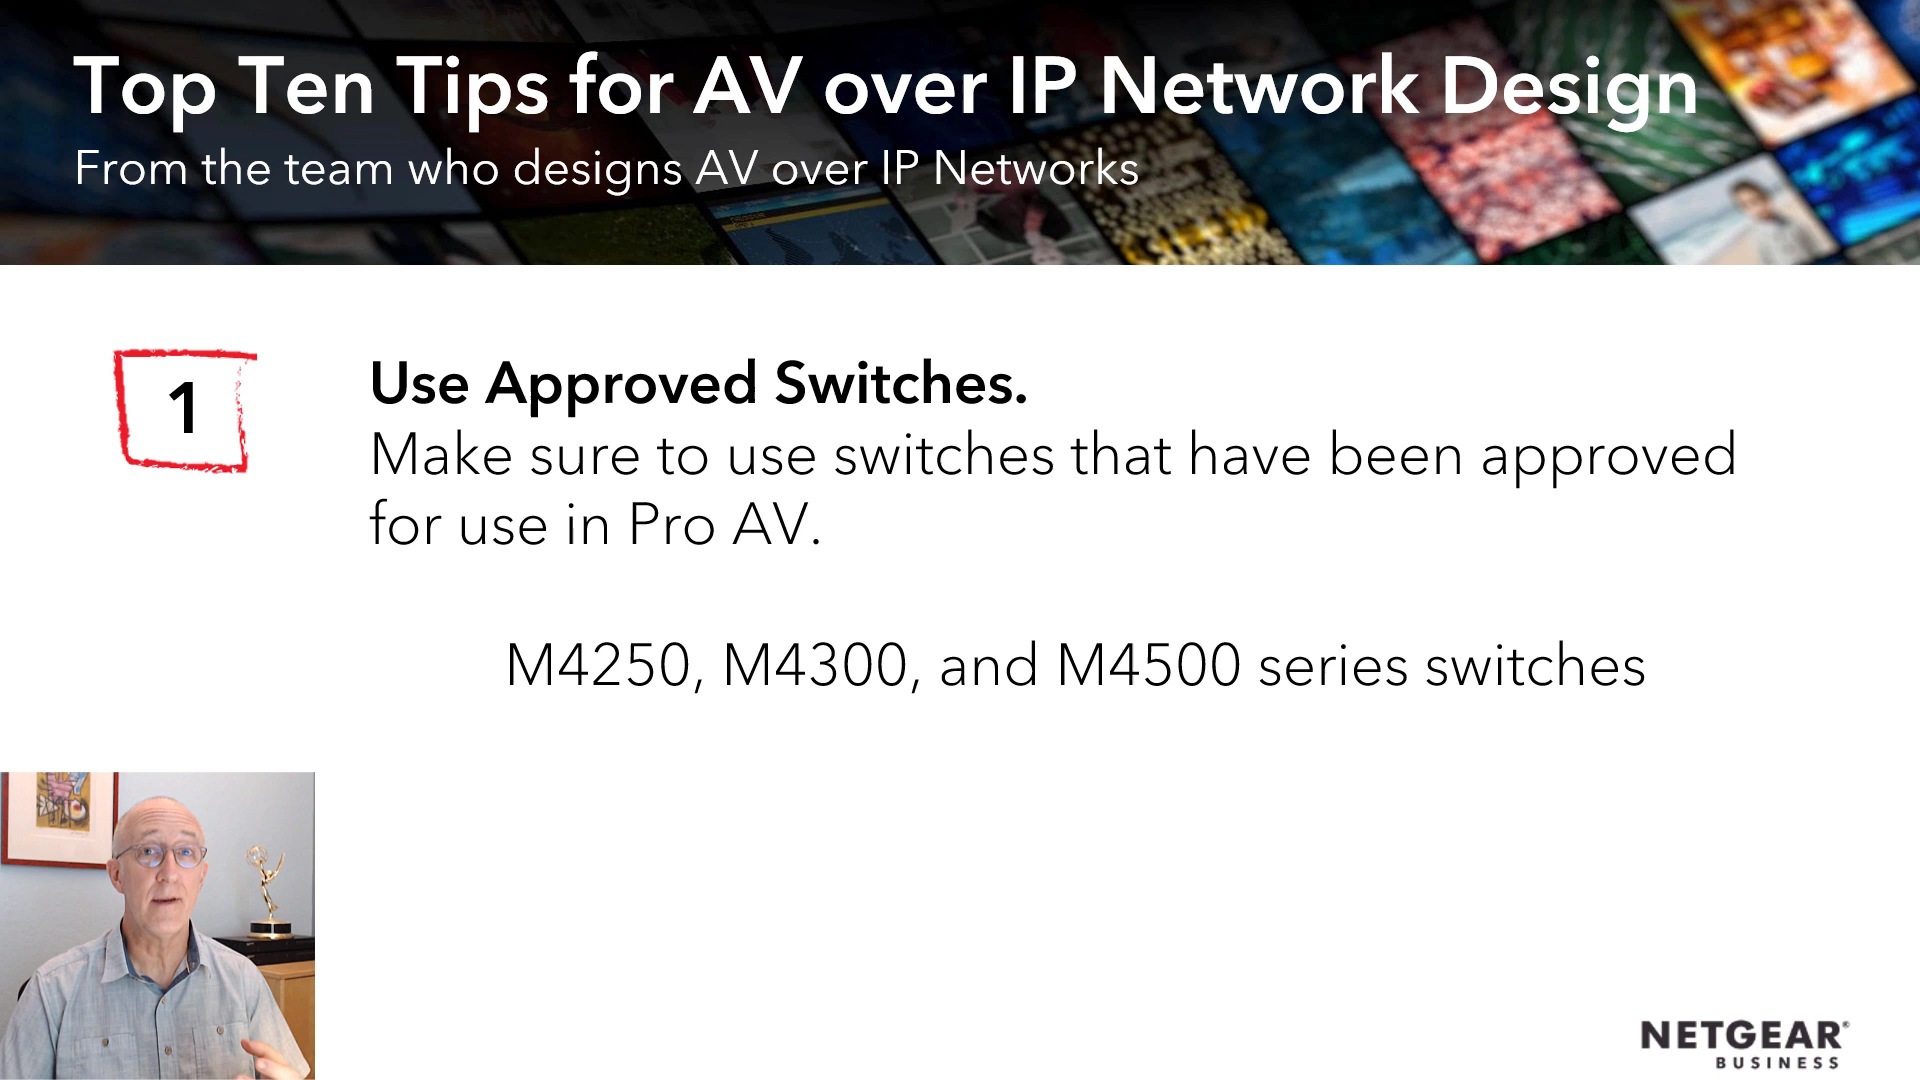 Top Ten Tips for AV over IP Network Design
From the team who designs AV over IP Networks
1
Use Approved Switches.
Make sure to use switches that have been approved
for use in Pro AV.
M4250, M4300, and M4500 series switches
NETGEAR®
BUSINESS